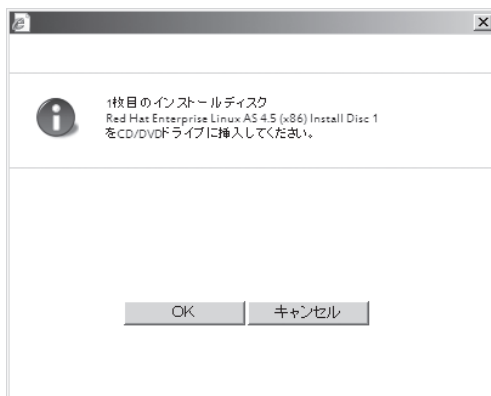 1枚目のインストールディスク
Red Hat Enterprise Linux AS 4.5 (x86) Install Disc 1
をCD/DVDドライブに挿入してください。
OK
キャンセル